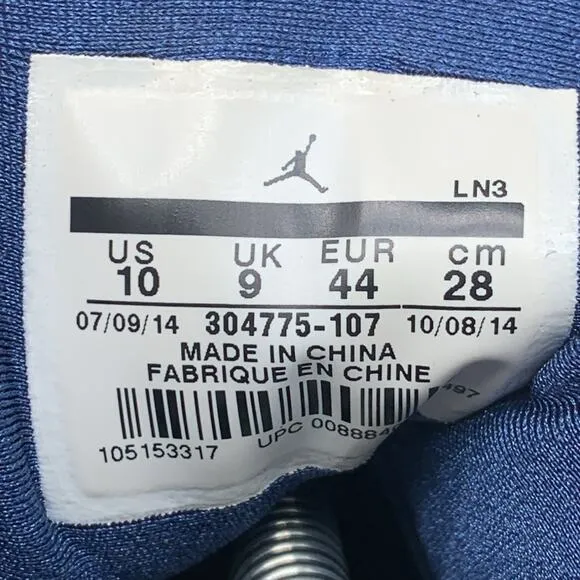 LN3
US UK EUR cm
10 9 44 28
07/09/14 304775-107 10/08/14
MADE IN CHINA
FABRIQUE EN CHINE
105153317
UPC